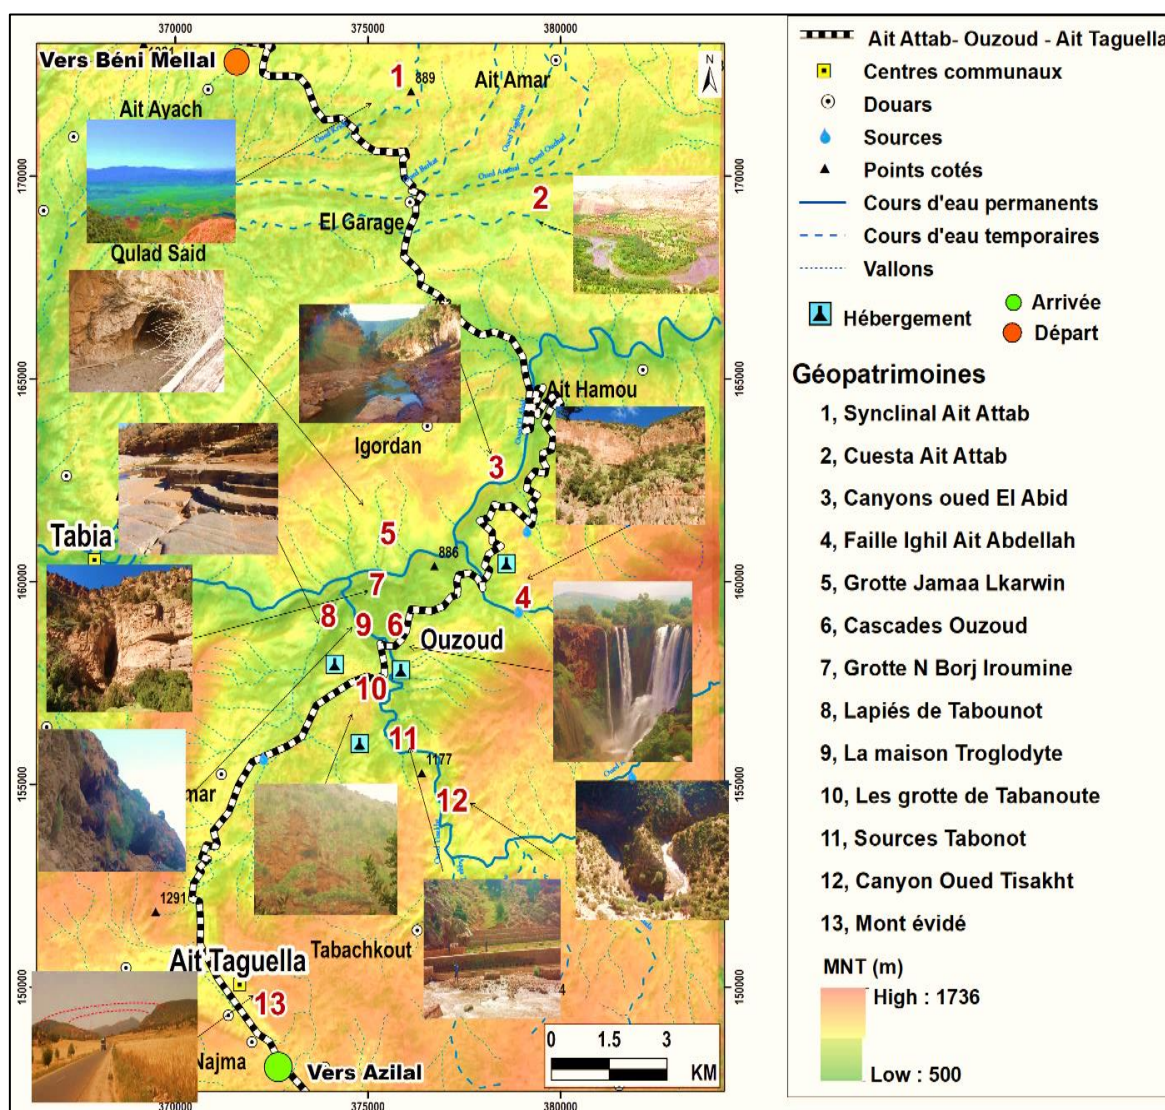 370000 375000 380000
Vers Béni Mellal
1 889
Ait Amar
N
Ait Ayach
170000
170000
2
El Garage
Oulad Said
165000
165000
Ait Hamou
Igordan
3
5
Tabia
886
160000
160000
7
4
8
9 6
Ouzoud
10
11
1177
155000
155000
mar
12
1291
Tabachkout
Ait Taguella
150000
150000
13
Najma
Vers Azilal
0 1.5 3
KM
370000 375000 380000
Ait Attab- Ouzoud - Ait Taguella
Centres communaux
Douars
Sources
Points cotés
Cours d'eau permanents
Cours d'eau temporaires
Vallons
Hébergement
Arrivée
Départ
Géopatrimoines
1, Synclinal Ait Attab
2, Cuesta Ait Attab
3, Canyons oued El Abid
4, Faille Ighil Ait Abdellah
5, Grotte Jamaa Lkarwin
6, Cascades Ouzoud
7, Grotte N Borj Iroumine
8, Lapiés de Tabounot
9, La maison Troglodyte
10, Les grotte de Tabanoute
11, Sources Tabonot
12, Canyon Oued Tisakht
13, Mont évidé
MNT (m)
High : 1736
Low : 500